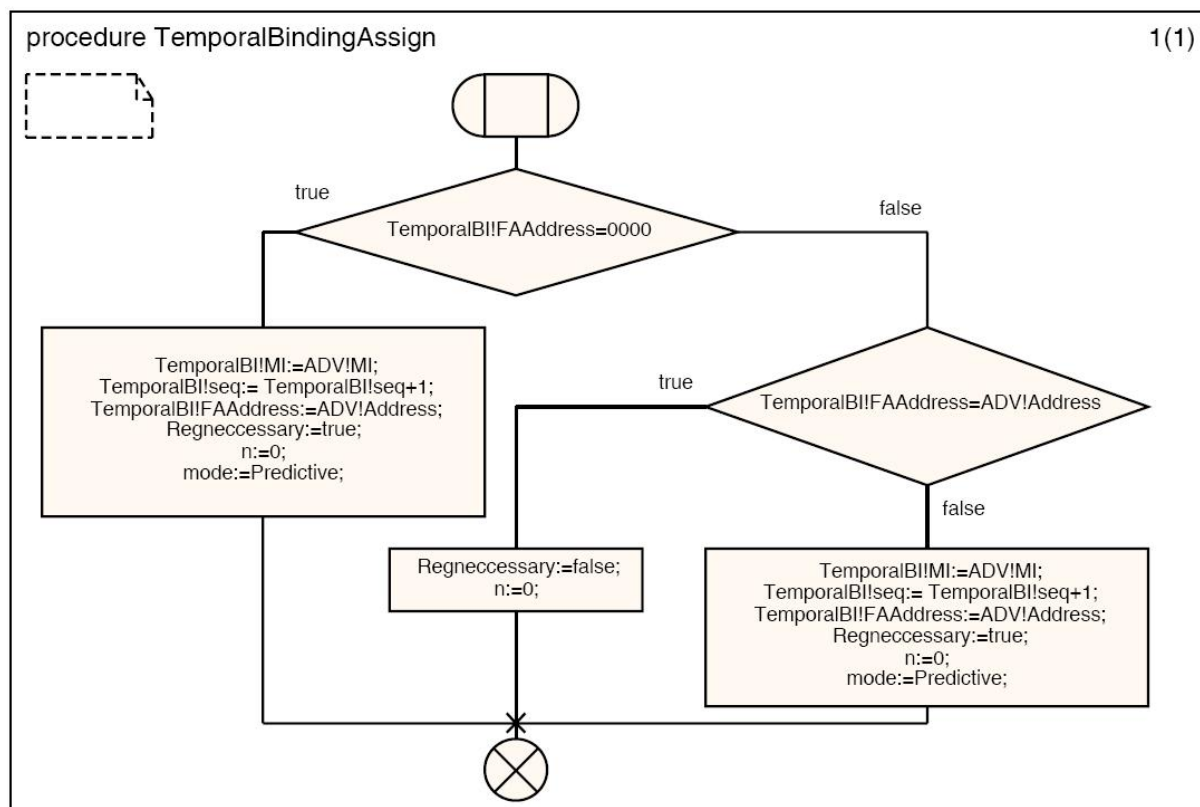 procedure TemporalBindingAssign
1(1)
true
TemporalBI!FAAddress=0000
false
TemporalBI!MI:=ADV!MI;
TemporalBI!seq:= TemporalBI!seq+1;
TemporalBI!FAAddress:=ADV!Address;
Regneccessary:=true;
n:=0;
mode:=Predictive;
true
TemporalBI!FAAddress=ADV!Address
false
Regneccessary:=false;
n:=0;
TemporalBI!MI:=ADV!MI;
TemporalBI!seq:= TemporalBI!seq+1;
TemporalBI!FAAddress:=ADV!Address;
Regneccessary:=true;
n:=0;
mode:=Predictive;